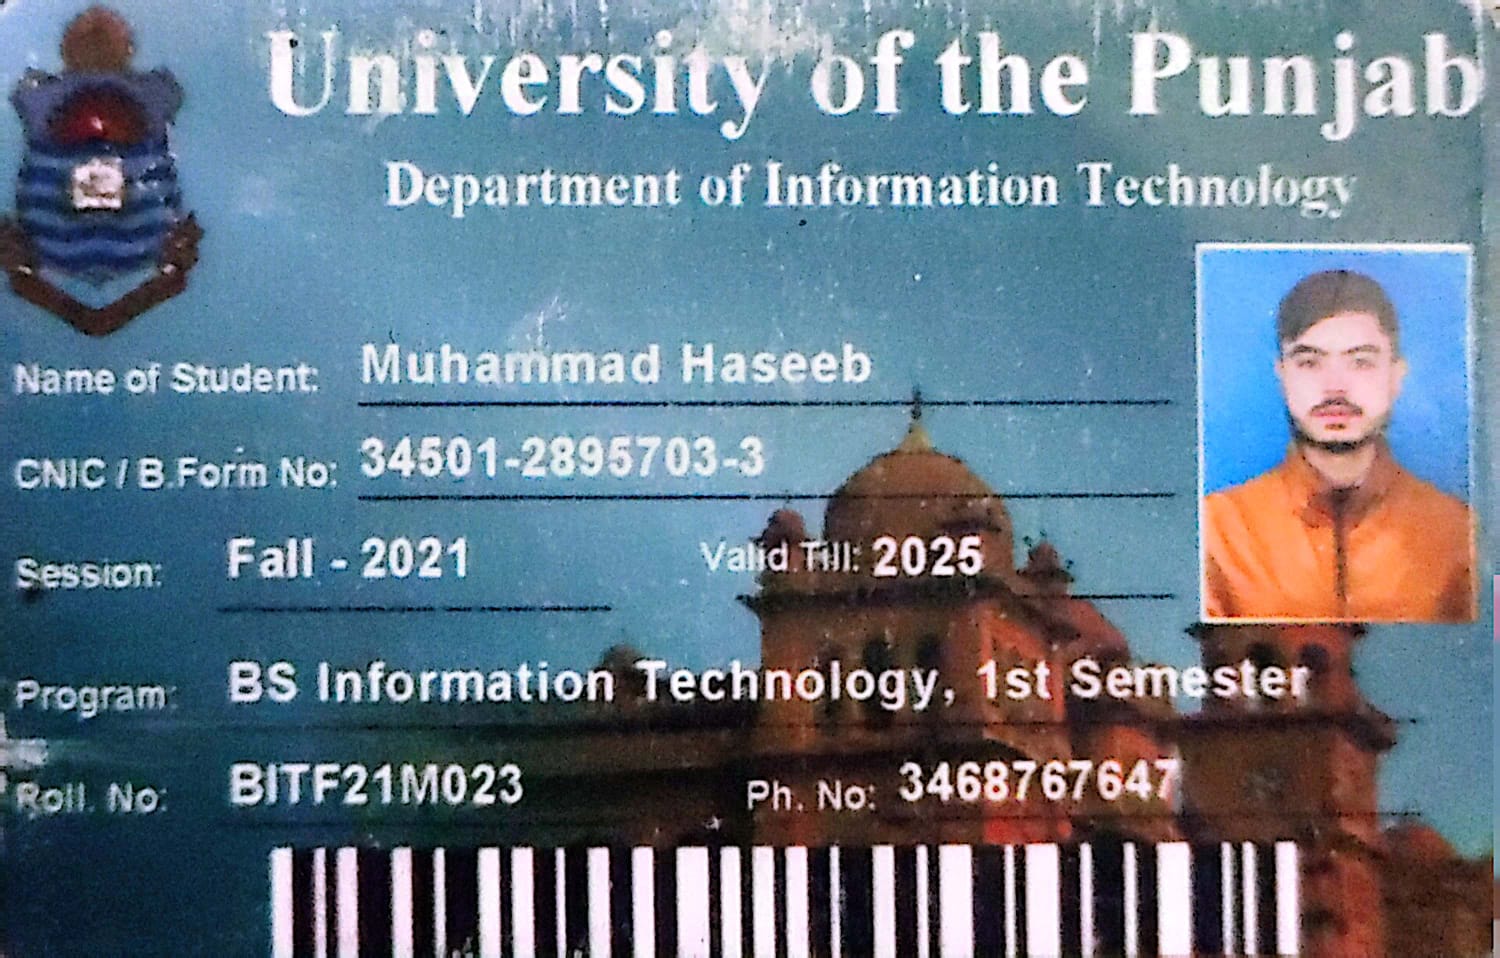 University of the Punjab
Department of Information Technology
Name of Student: Muhammad Haseeb
CNIC / B.Form No: 34501-2895703-3
Session: Fall - 2021 Valid Till: 2025
Program: BS Information Technology, 1st Semester
Roll. No: BITF21M023 Ph. No: 3468767647